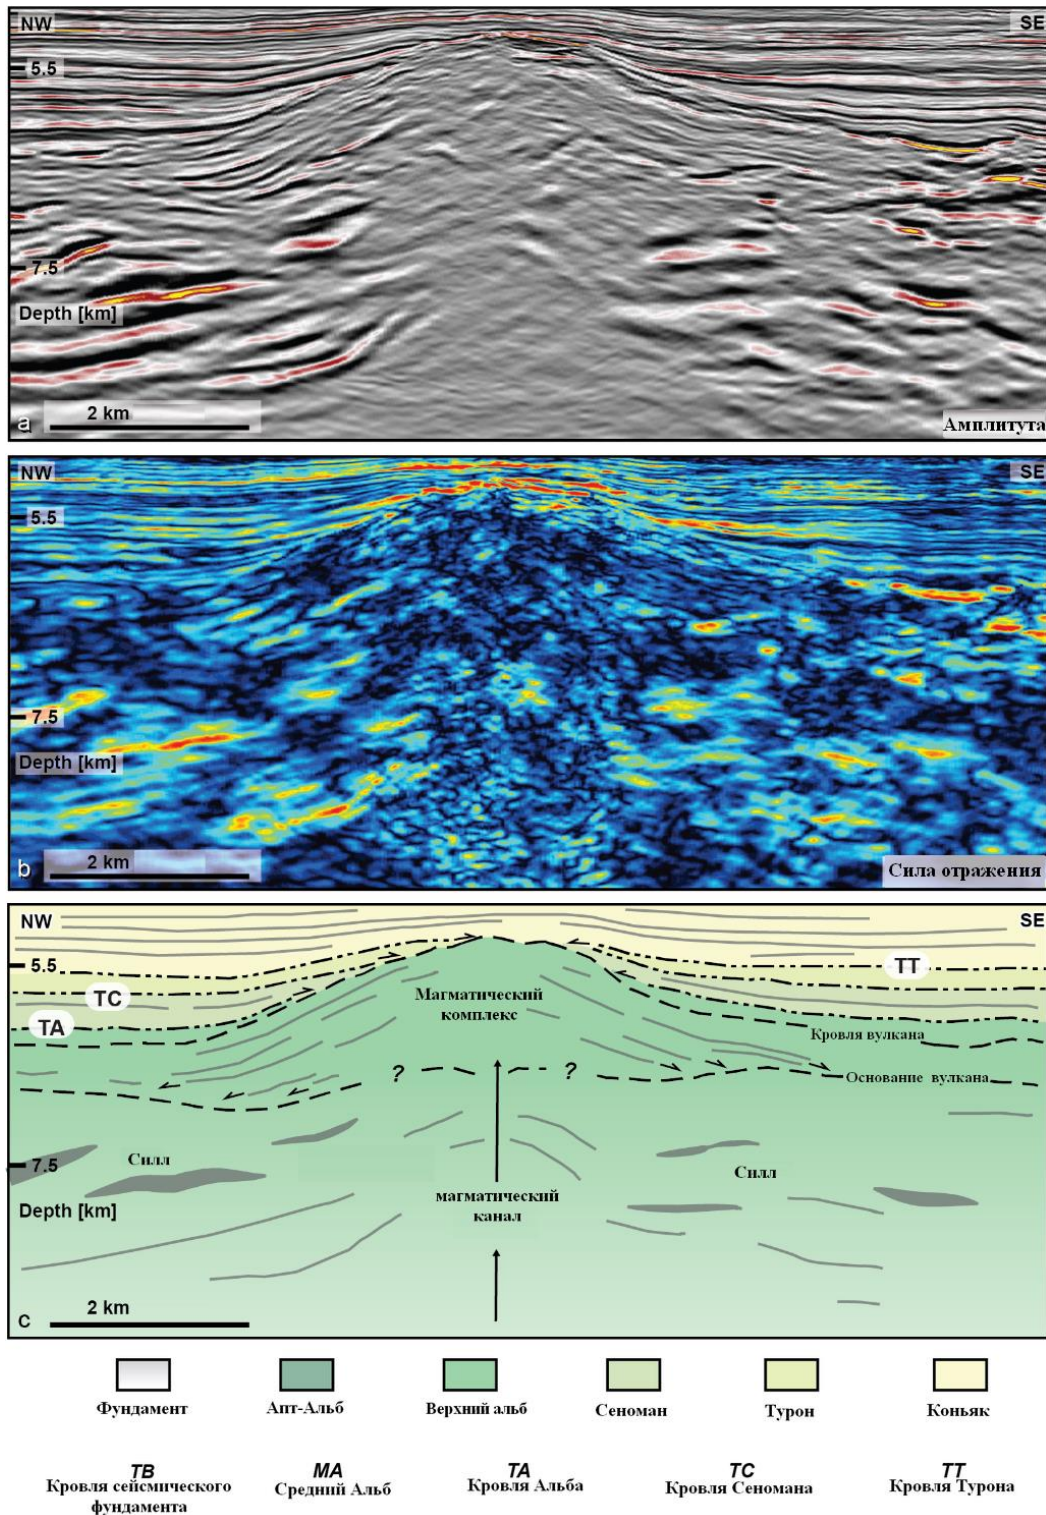 NW
SE
5.5
7.5
Depth [km]
2 km
a
Амплитута
NW
SE
5.5
7.5
Depth [km]
2 km
b
Сила отражения
NW
SE
5.5
TT
TC
Магматический
комплекс
TA
Кровля вулкана
?
?
Основание вулкана
Силл
7.5
Силл
магматический
канал
Depth [km]
2 km
c
Фундамент
Апт-Альб
Верхний альб
Сеноман
Турон
Коньяк
TB
Кровля сейсмического
фундамента
MA
Средний Альб
TA
Кровля Альба
TC
Кровля Сеномана
TT
Кровля Турона